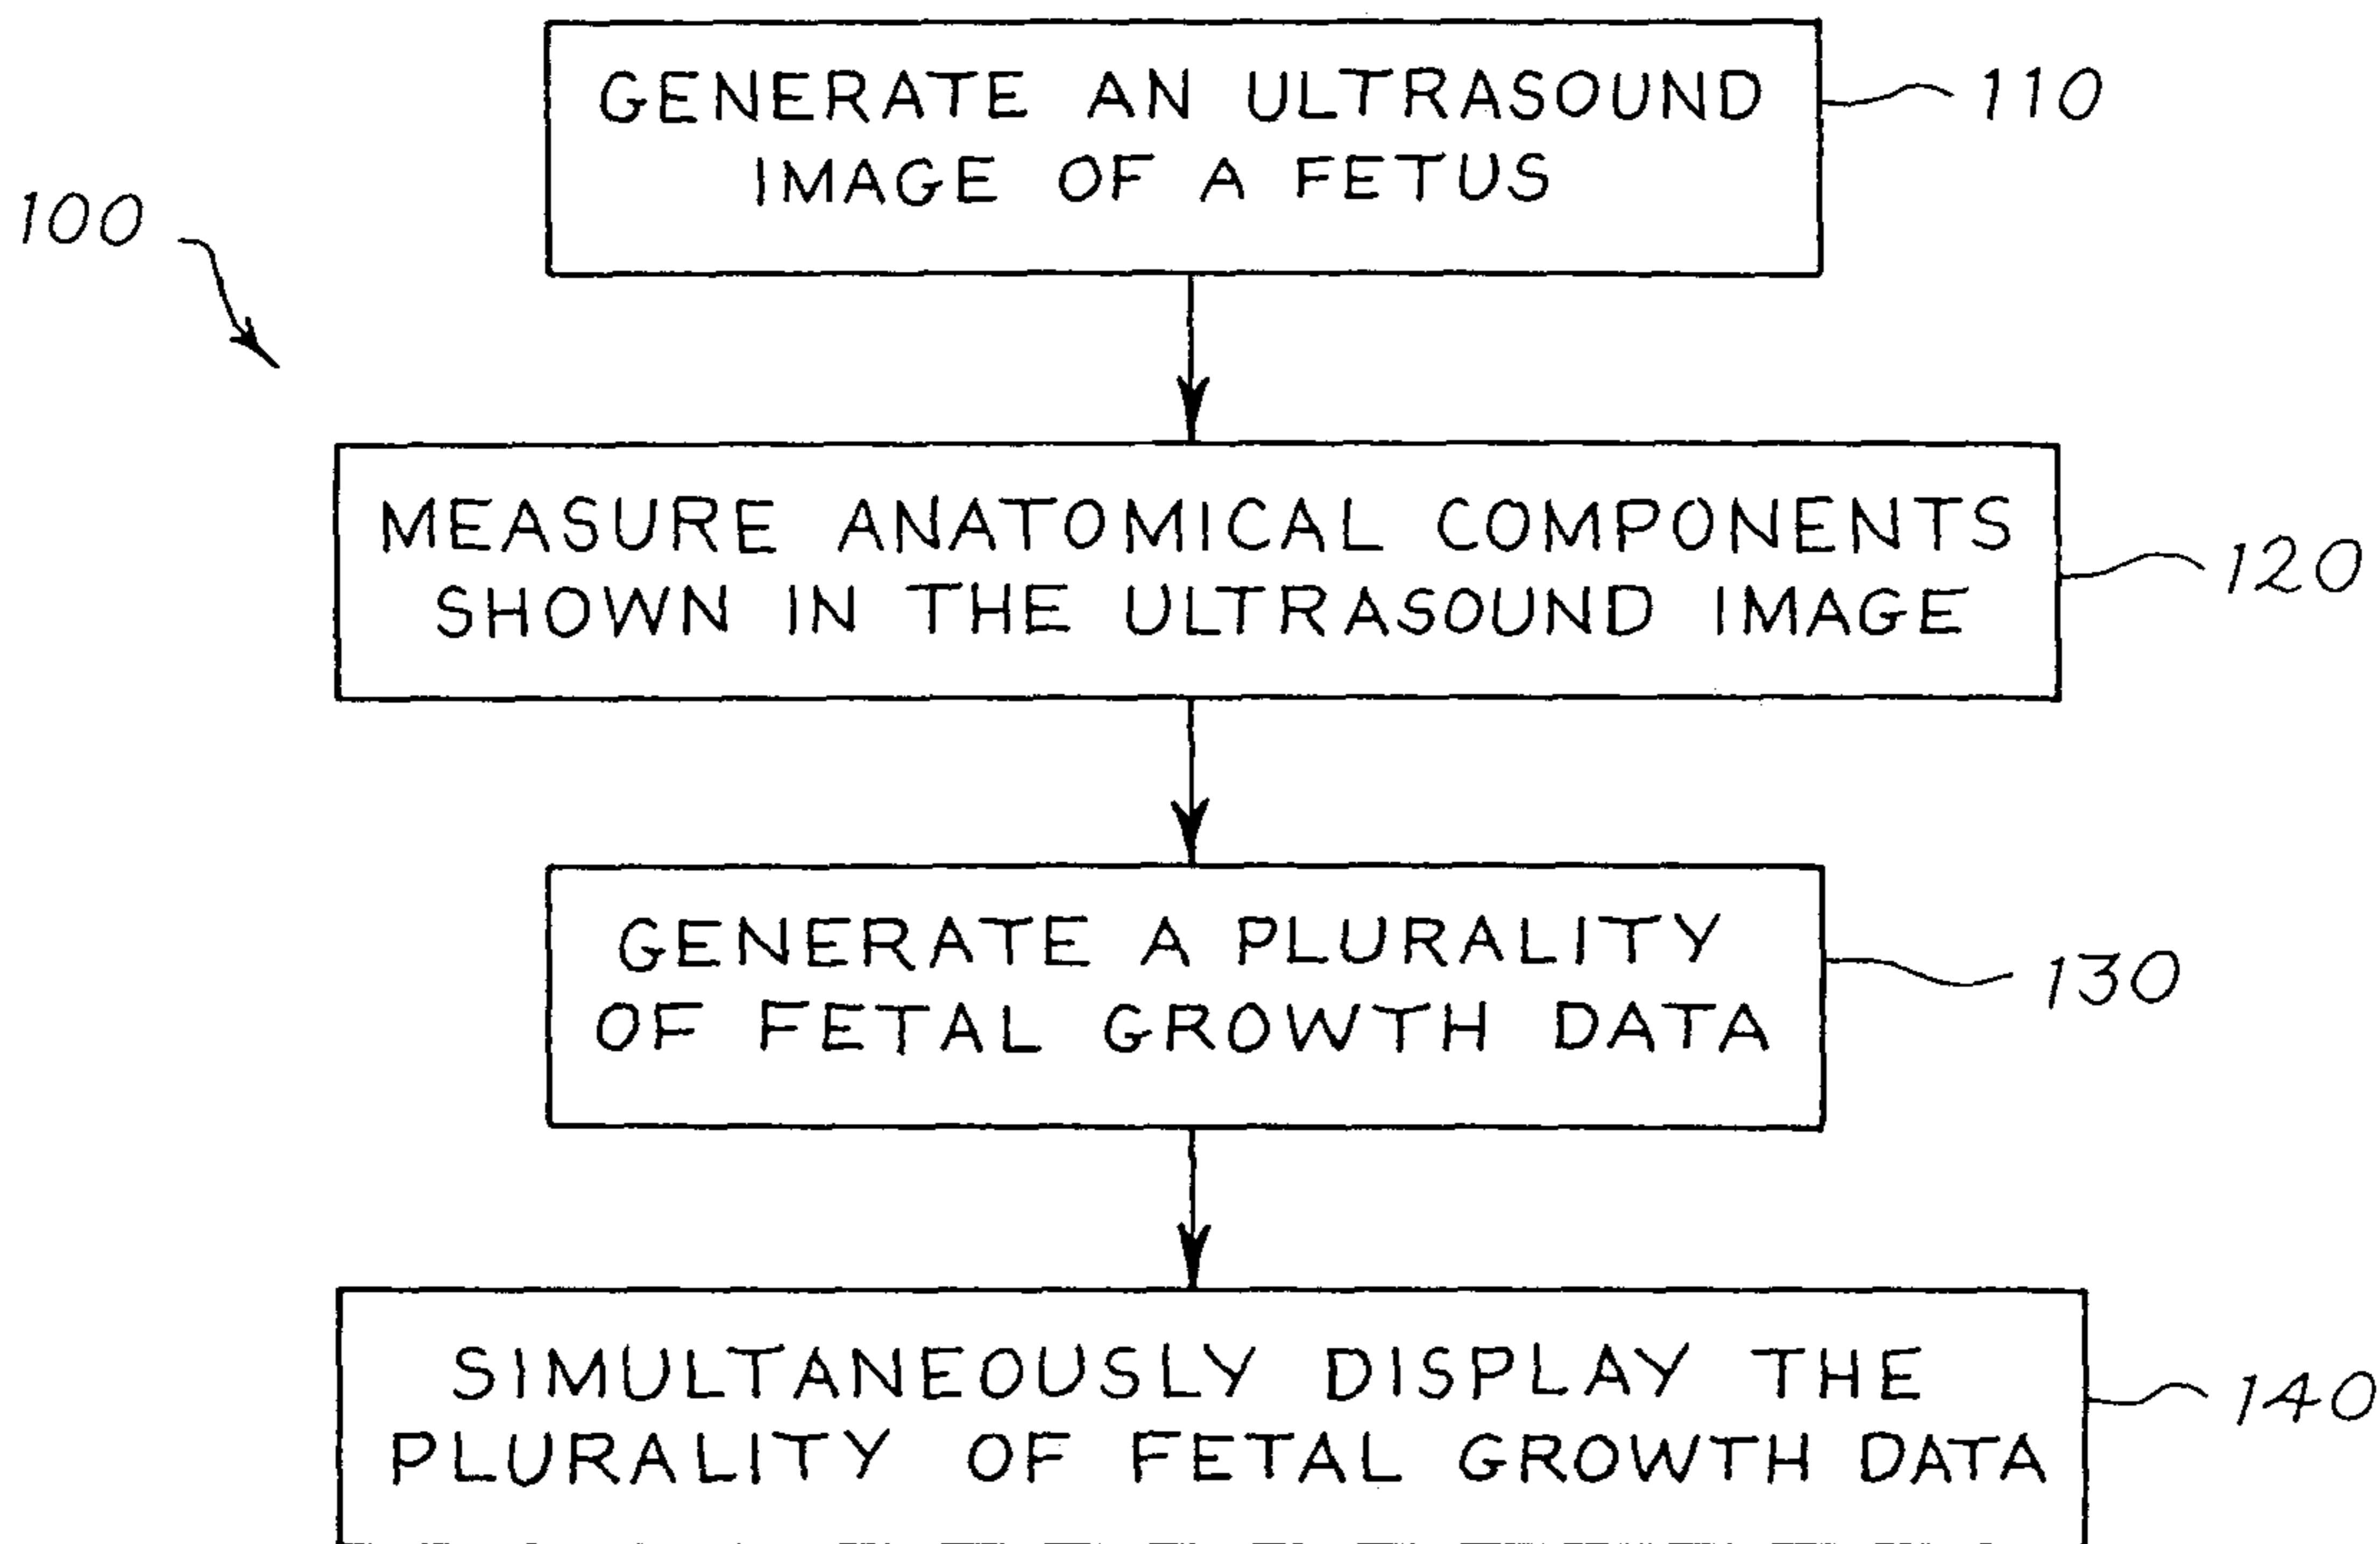 GENERATE AN ULTRASOUND
IMAGE OF A FETUS
110
100
MEASURE ANATOMICAL COMPONENTS
SHOWN IN THE ULTRASOUND IMAGE
120
GENERATE A PLURALITY
OF FETAL GROWTH DATA
130
SIMULTANEOUSLY DISPLAY THE
PLURALITY OF FETAL GROWTH DATA
140